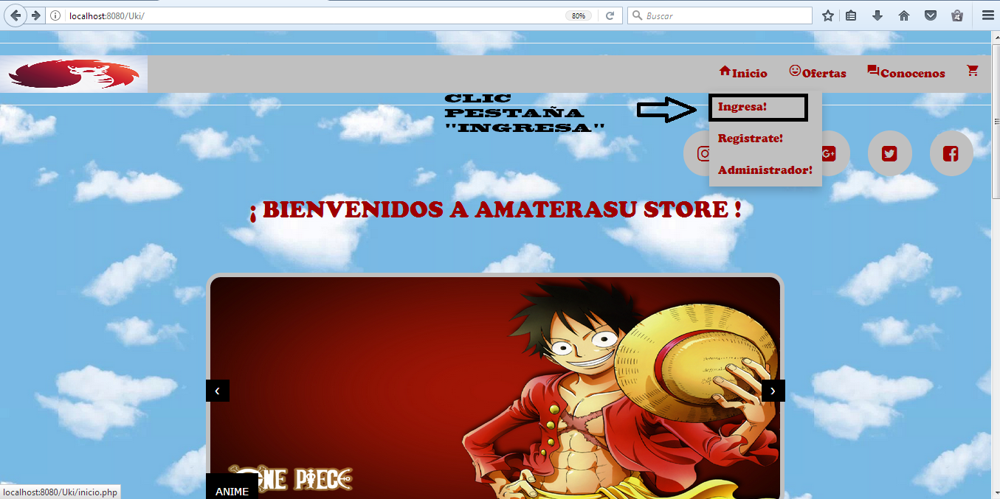 localhost:8080/Uki/
80%
Buscar
Inicio
Ofertas
Conocenos
CLIC
PESTAÑA
"INGRESA"
Ingresa!
Registrate!
Administrador!
G+
¡ BIENVENIDOS A AMATERASU STORE !
‹
›
ONE PIECE
ANIME
localhost:8080/Uki/inicio.php